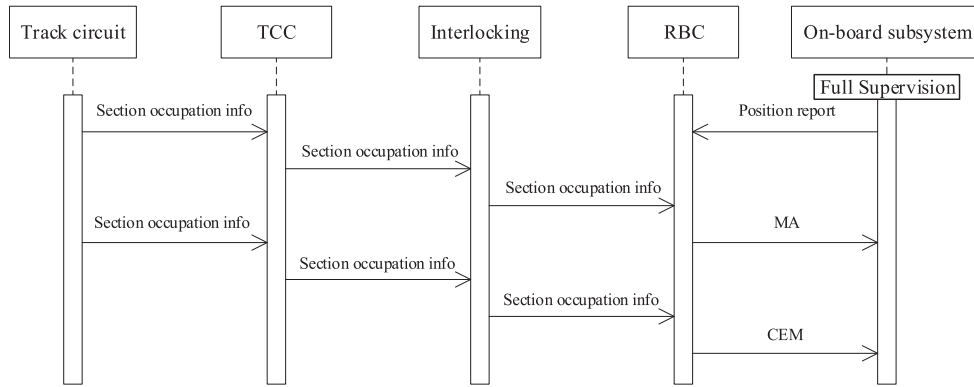 Track circuit
TCC
Interlocking
RBC
On-board subsystem
Full Supervision
Section occupation info
Position report
Section occupation info
Section occupation info
Section occupation info
MA
Section occupation info
Section occupation info
CEM